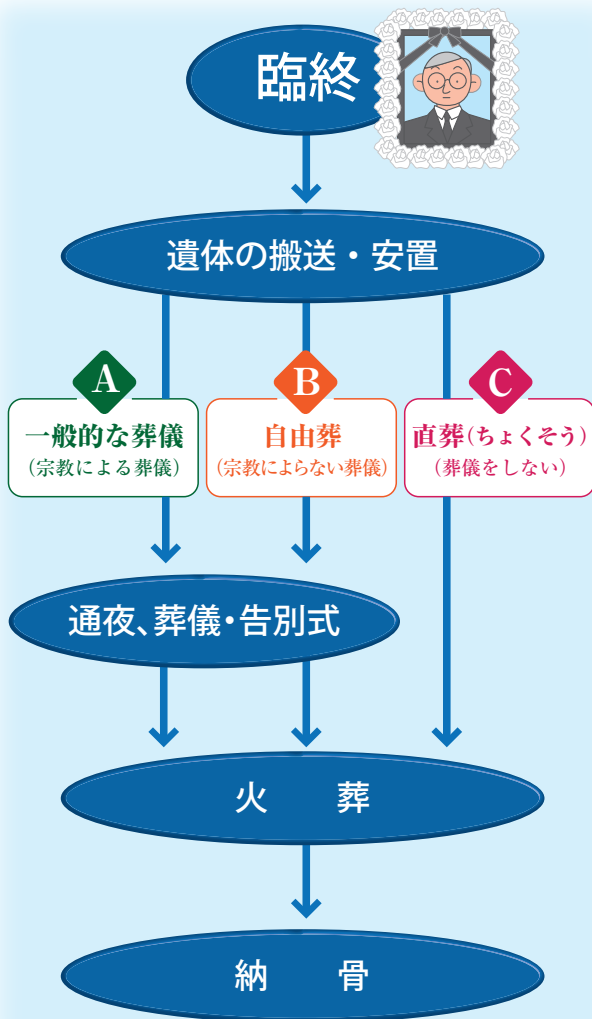 臨終
遺体の搬送・安置
A
一般的な葬儀
(宗教による葬儀)
B
自由葬
(宗教によらない葬儀)
C
直葬(ちょくそう)
(葬儀をしない)
通夜、葬儀・告別式
火　葬
納　骨